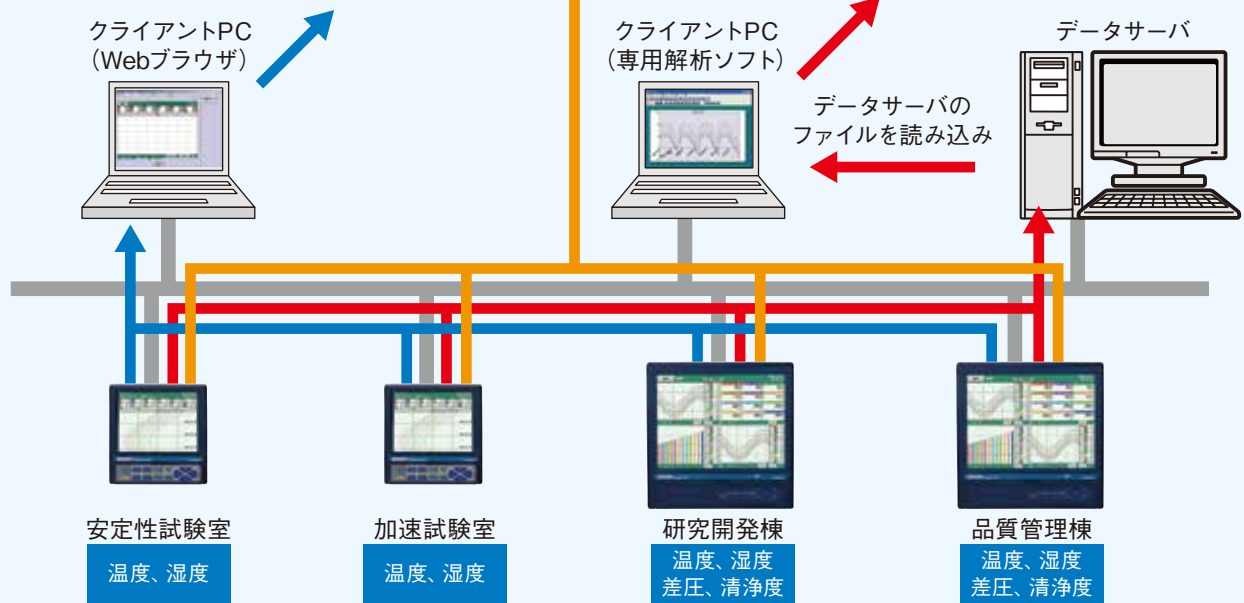 クライアントPC
（Webブラウザ）
クライアントPC
（専用解析ソフト）
データサーバ
データサーバの
ファイルを読み込み
安定性試験室
温度、湿度
加速試験室
温度、湿度
研究開発棟
温度、湿度
差圧、清浄度
品質管理棟
温度、湿度
差圧、清浄度